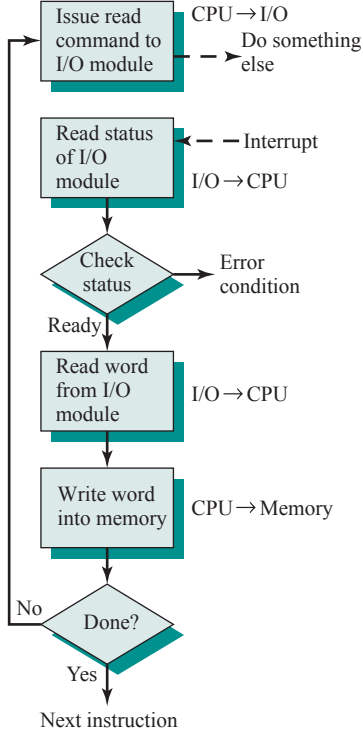 Issue read
command to
I/O module
CPU → I/O
Do something
else
Read status
of I/O
module
Interrupt
I/O → CPU
Check
status
Error
condition
Ready
Read word
from I/O
module
I/O → CPU
Write word
into memory
CPU → Memory
No
Done?
Yes
Next instruction